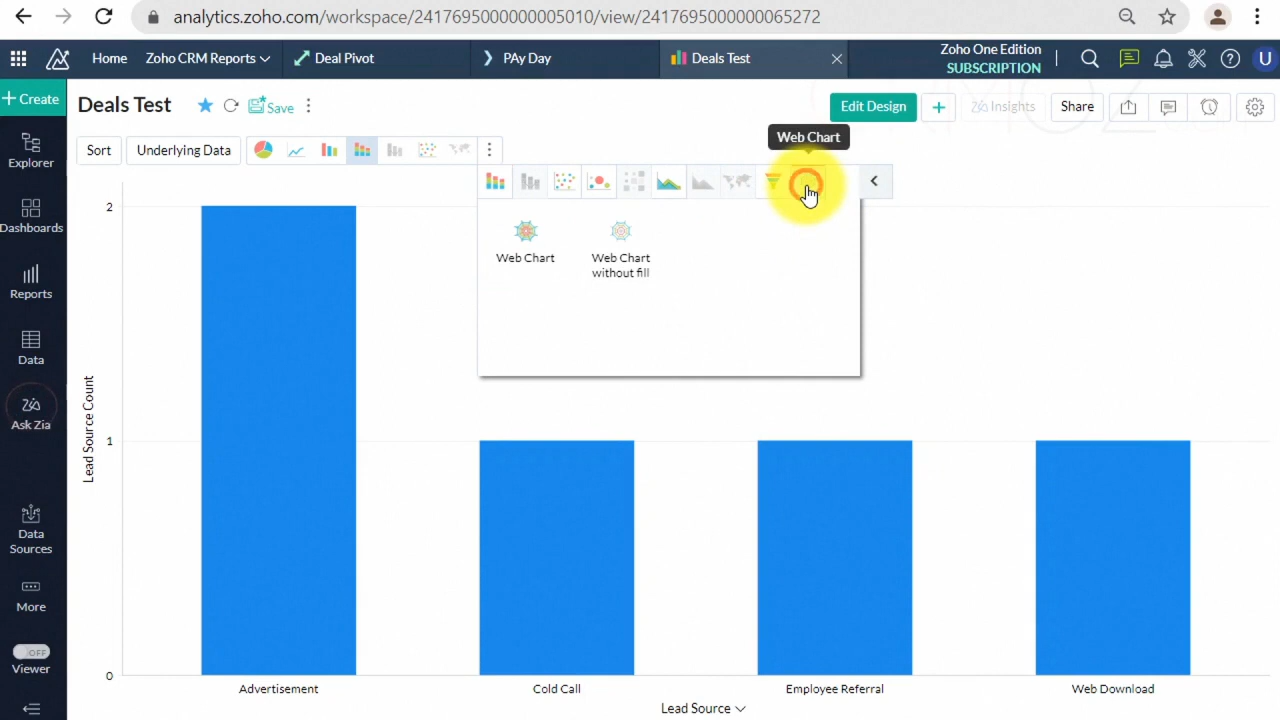 analytics.zoho.com/workspace/2417695000000005010/view/2417695000000065272
Home
Zoho CRM Reports
Deal Pivot
PAy Day
Deals Test
Zoho One Edition
SUBSCRIPTION
U
+ Create
Deals Test
Save
Edit Design
+
Insights
Share
Web Chart
Sort
Underlying Data
Explorer
Dashboards
Reports
Data
Ask Zia
Data
Sources
More
OFF
Viewer
Web Chart
Web Chart
without fill
Lead Source Count
2
1
0
Advertisement
Cold Call
Employee Referral
Web Download
Lead Source